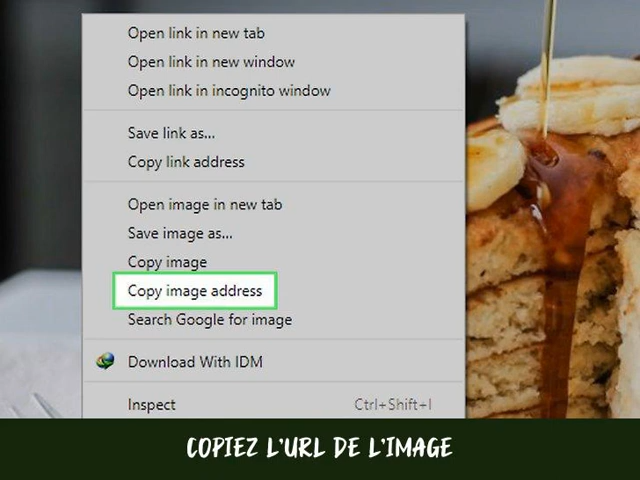 Open link in new tab
Open link in new window
Open link in incognito window
Save link as...
Copy link address
Open image in new tab
Save image as...
Copy image
Copy image address
Search Google for image
Download With IDM
Inspect Ctrl+Shift+I
COPIEZ L'URL DE L'IMAGE